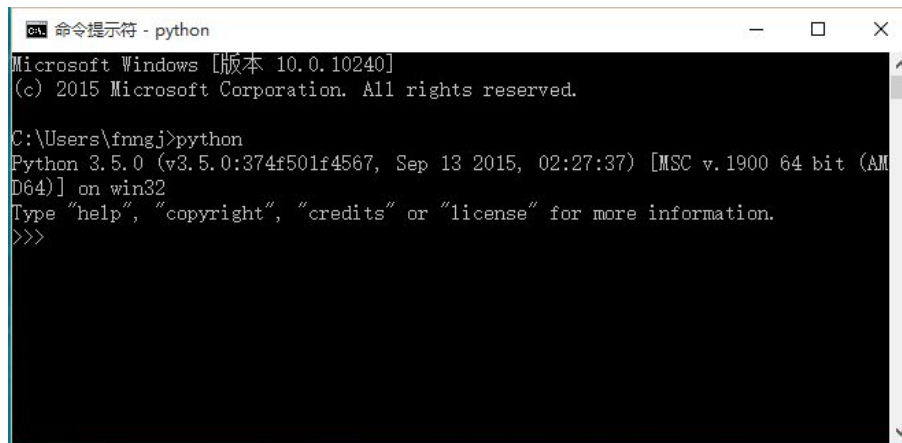 命令提示符 - python
Microsoft Windows [版本 10.0.10240]
(c) 2015 Microsoft Corporation. All rights reserved.
C:\Users\fnngj>python
Python 3.5.0 (v3.5.0:374f501f4567, Sep 13 2015, 02:27:37) [MSC v.1900 64 bit (AM
D64)] on win32
Type "help", "copyright", "credits" or "license" for more information.
>>>